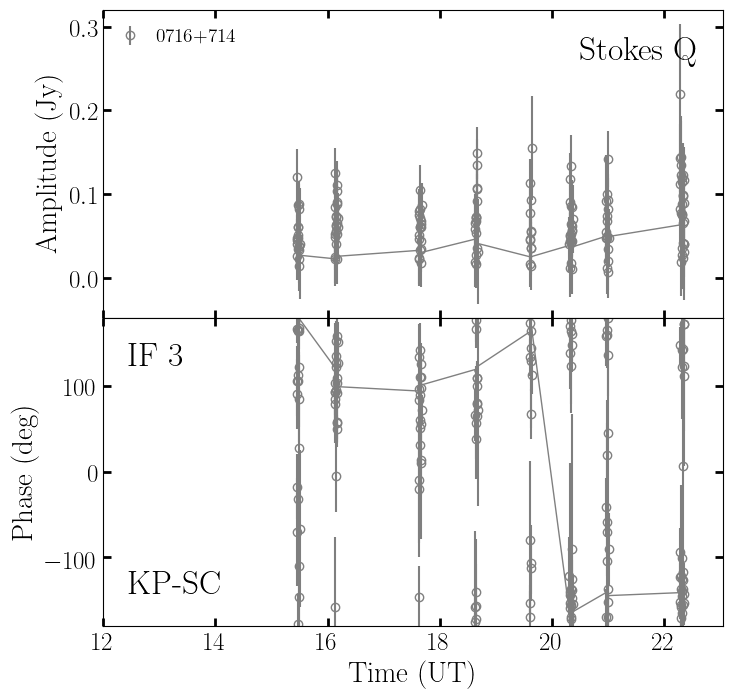 0716+714
Stokes Q
0.3
0.2
0.1
0.0
Amplitude (Jy)
IF 3
100
0
−100
Phase (deg)
KP-SC
12 14 16 18 20 22
Time (UT)